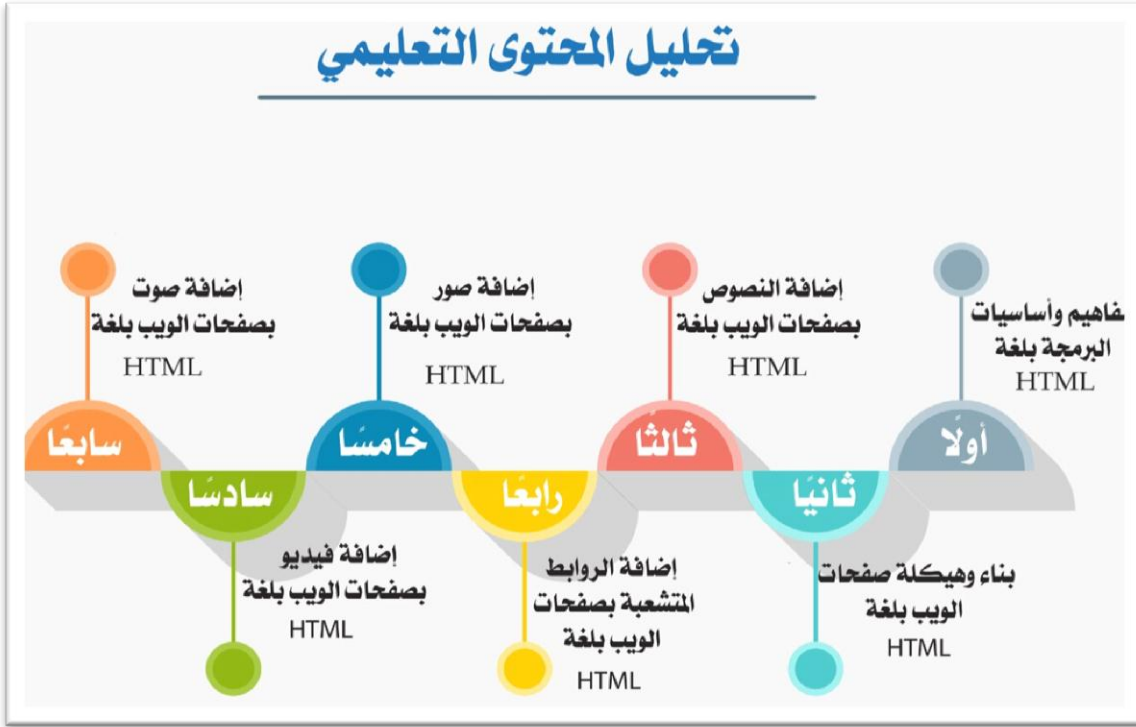 تحليل المحتوى التعليمي
أولًا
مفاهيم وأساسيات
البرمجة بلغة
HTML
ثانيًا
بناء وهيكلة صفحات
الويب بلغة
HTML
ثالثًا
إضافة النصوص
بصفحات الويب بلغة
HTML
رابعًا
إضافة الروابط
المتشعبة بصفحات
الويب بلغة
HTML
خامسًا
إضافة صور
بصفحات الويب بلغة
HTML
سادسًا
إضافة فيديو
بصفحات الويب بلغة
HTML
سابعًا
إضافة صوت
بصفحات الويب بلغة
HTML